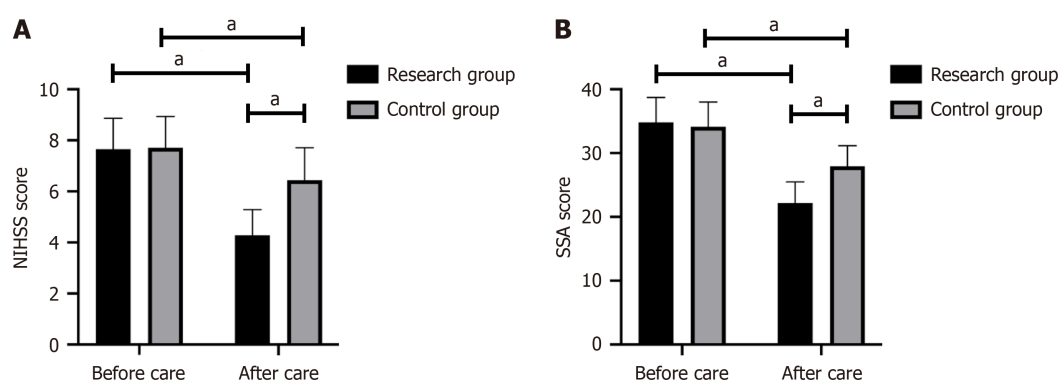 A
a
a
a
Research group
Control group
10
8
6
4
2
0
NIHSS score
Before care
After care
B
a
a
a
Research group
Control group
40
30
20
10
0
SSA score
Before care
After care